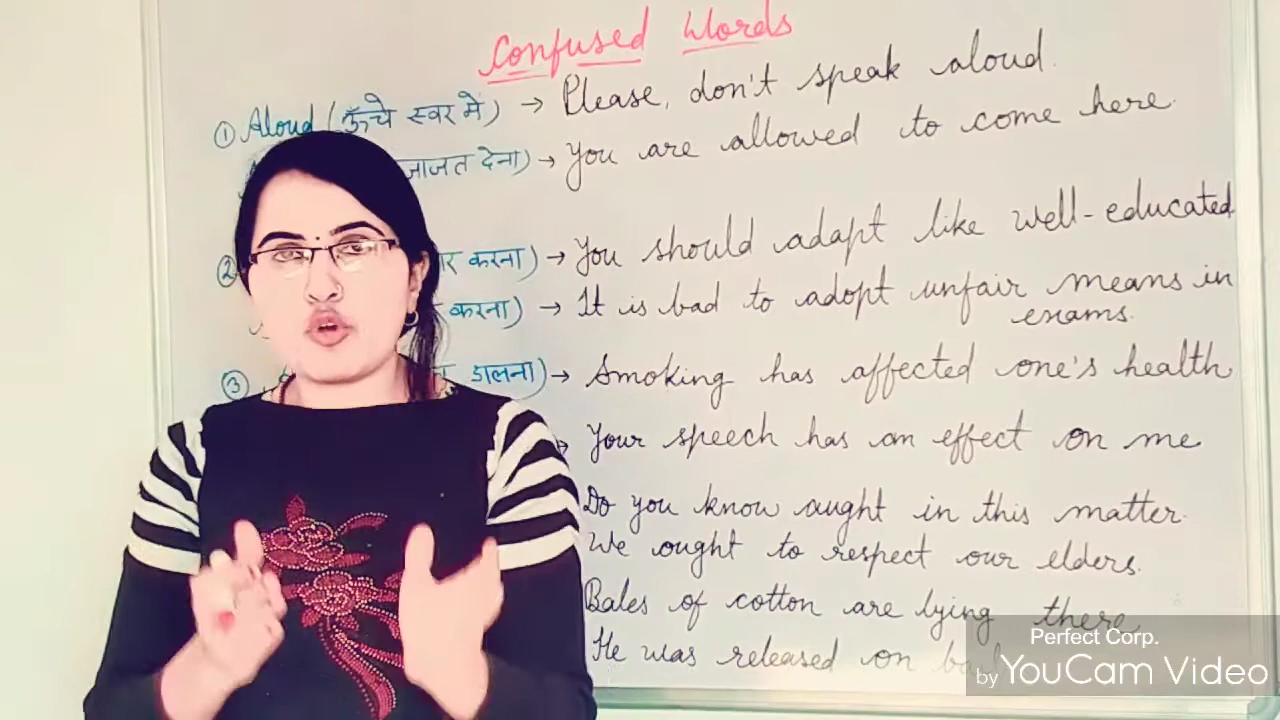 Confused Words
① Aloud (ऊँचे स्वर में) → Please, don't speak aloud.
जाजत देना) → You are allowed to come here.
② र करना) → You should adapt like well-educated
करना) → It is bad to adopt unfair means in
exams.
③ डालना) → Smoking has affected one's health
Your speech has an effect on me
Do you know aught in this matter.
We ought to respect our elders.
Bales of cotton are lying there
He was released on
Perfect Corp.
by YouCam Video